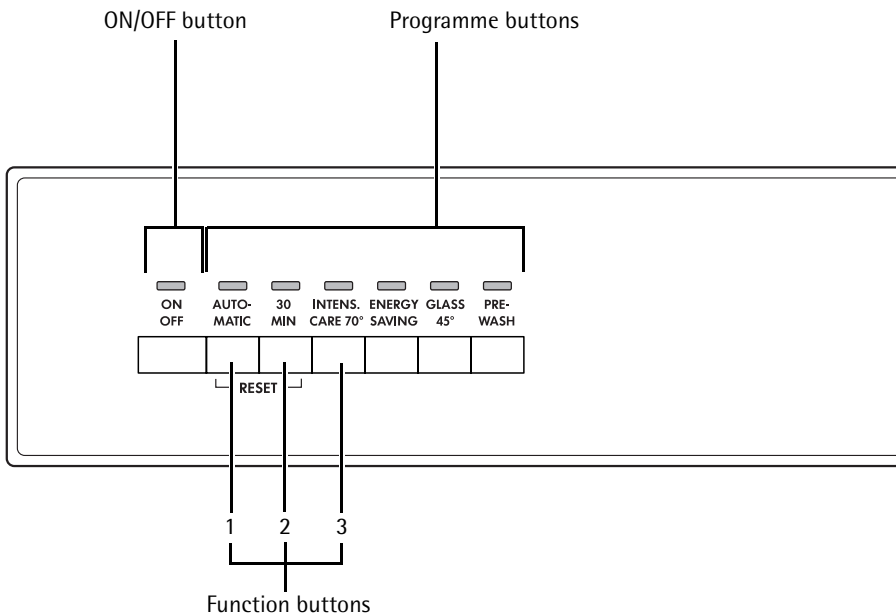 ON/OFF button Programme buttons
ON AUTO- 30 INTENS. ENERGY GLASS PRE-
OFF MATIC MIN CARE 70° SAVING 45° WASH
RESET
1 2 3
Function buttons